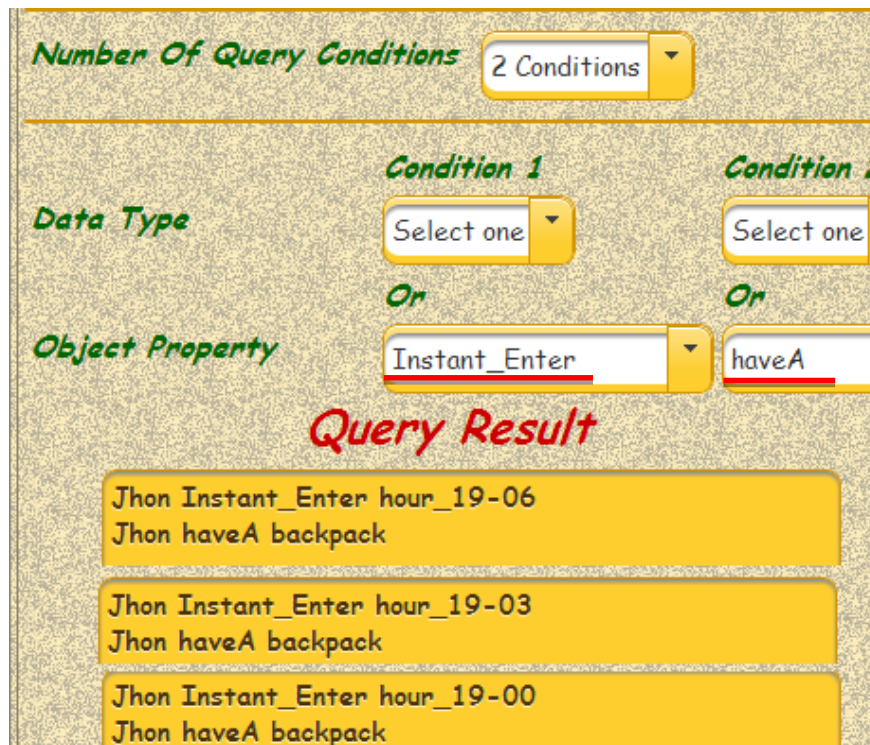 Number Of Query Conditions 2 Conditions
Condition 1 Condition
Data Type Select one Select one
Or Or
Object Property Instant_Enter haveA
Query Result
Jhon Instant_Enter hour_19-06
Jhon haveA backpack
Jhon Instant_Enter hour_19-03
Jhon haveA backpack
Jhon Instant_Enter hour_19-00
Jhon haveA backpack